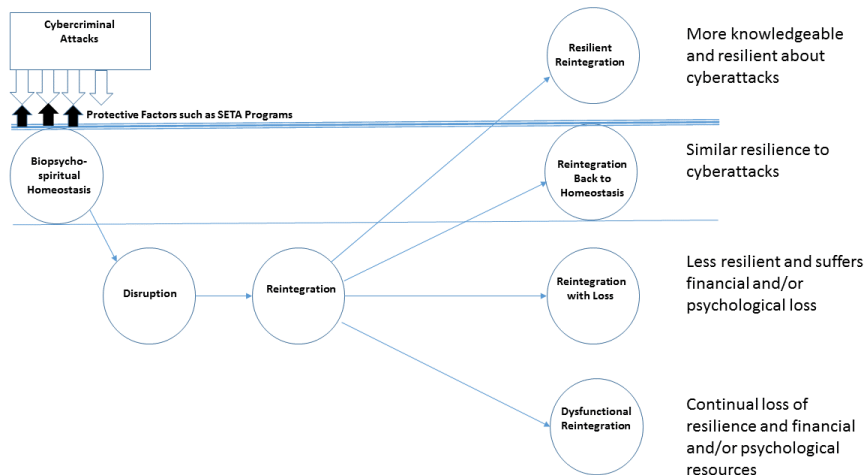 Cybercriminal
Attacks
Protective Factors such as SETA Programs
Biopsycho-
spiritual
Homeostasis
Disruption
Reintegration
Resilient
Reintegration
More knowledgeable
and resilient about
cyberattacks
Reintegration
Back to
Homeostasis
Similar resilience to
cyberattacks
Reintegration
with Loss
Less resilient and suffers
financial and/or
psychological loss
Dysfunctional
Reintegration
Continual loss of
resilience and financial
and/or psychological
resources